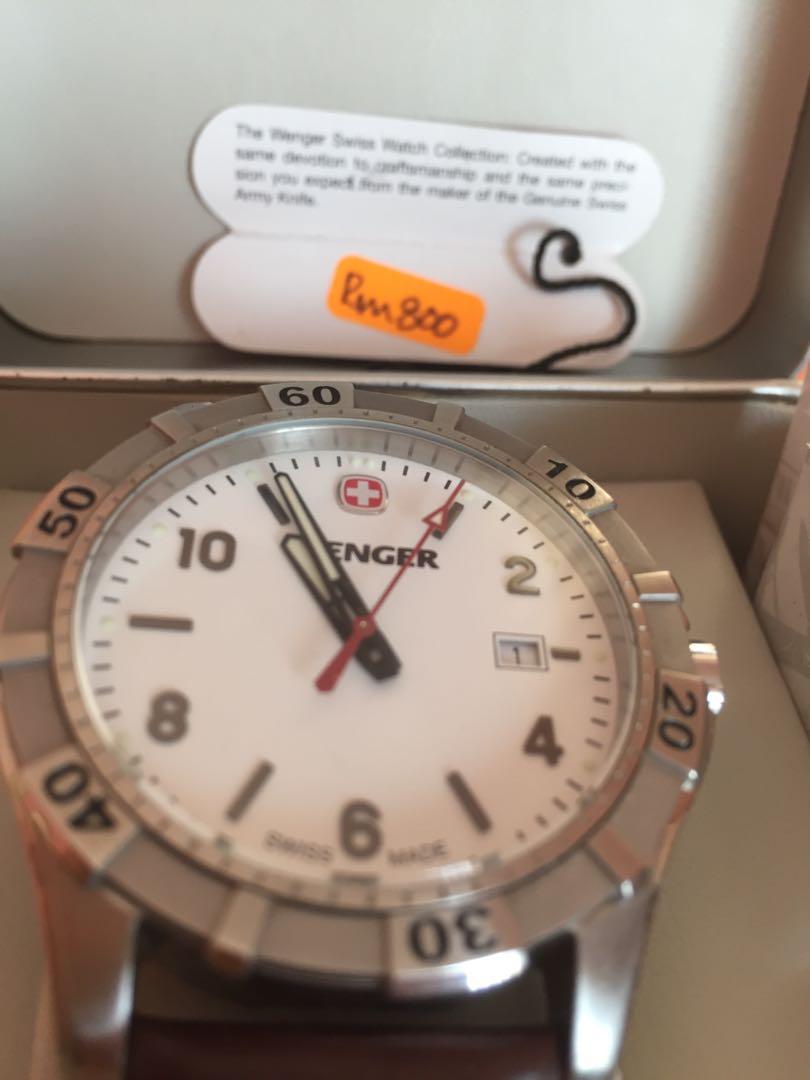 The Wenger Swiss Watch Collection: Created with the
same devotion to craftsmanship and the same preci-
sion you expect from the maker of the Genuine Swiss
Army Knife.
Rm800
60
10
50
ENGER
10
2
1
8
4
20
40
6
SWISS MADE
30